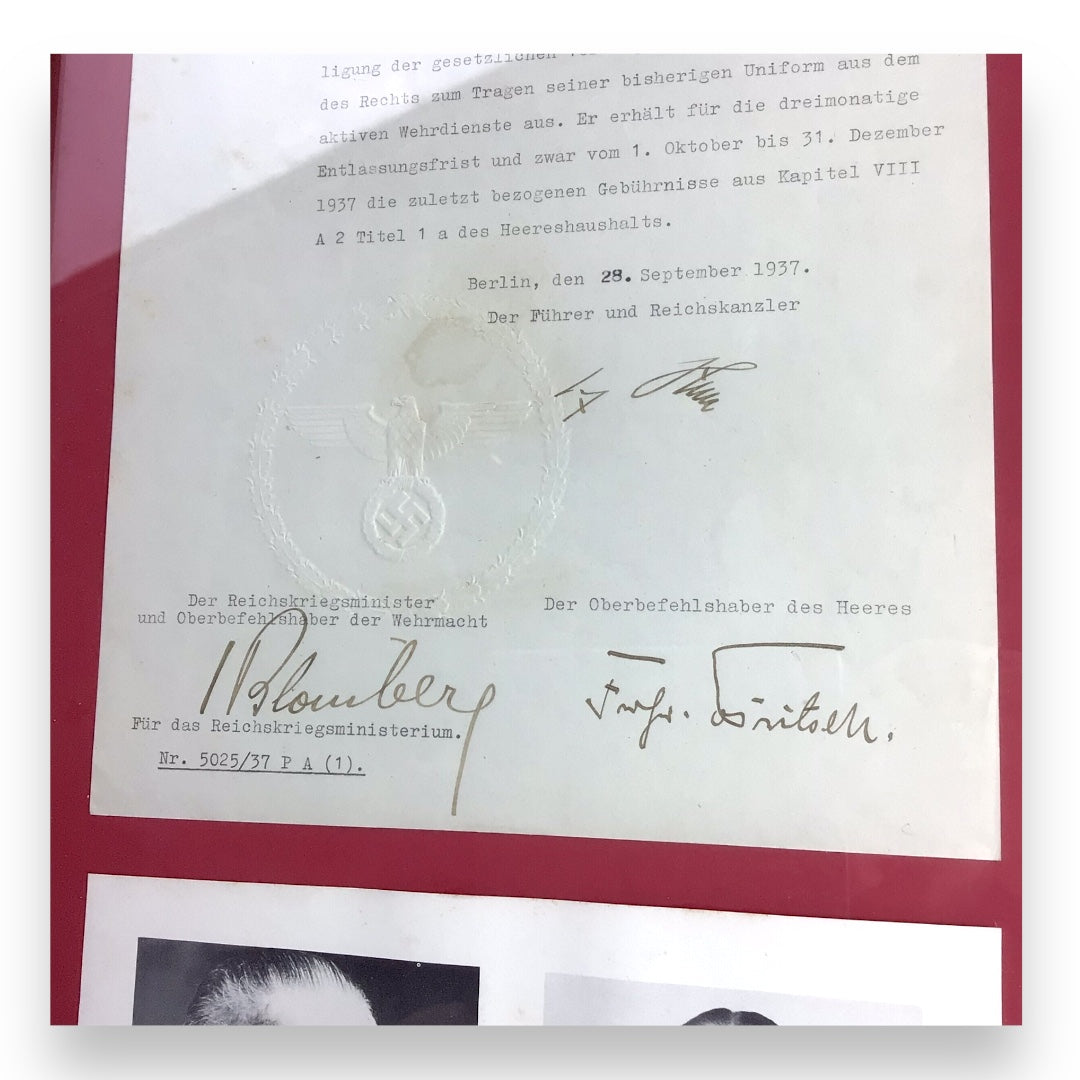 ligung der gesetzlichen
des Rechts zum Tragen seiner bisherigen Uniform aus dem
aktiven Wehrdienste aus. Er erhält für die dreimonatige
Entlassungsfrist und zwar vom 1. Oktober bis 31. Dezember
1937 die zuletzt bezogenen Gebührnisse aus Kapitel VIII
A 2 Titel 1 a des Heereshaushalts.
Berlin, den 28. September 1937.
Der Führer und Reichskanzler
Der Reichskriegsminister
und Oberbefehlshaber der Wehrmacht
Der Oberbefehlshaber des Heeres
Blomberg
Frhr. v. Fritsch.
Für das Reichskriegsministerium.
Nr. 5025/37 P A (1).